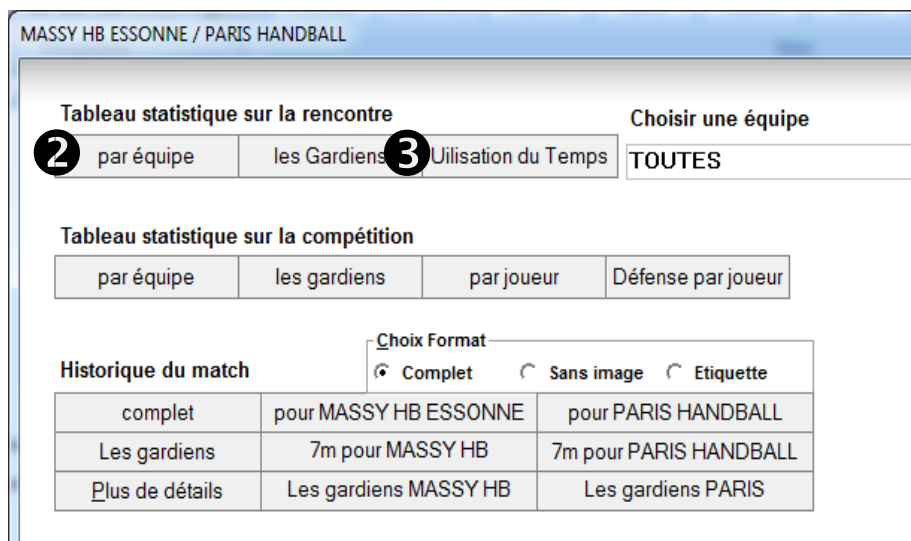 MASSY HB ESSONNE / PARIS HANDBALL
Tableau statistique sur la rencontre
Choisir une équipe
2 par équipe les Gardiens 3 Uilisation du Temps TOUTES
Tableau statistique sur la compétition
par équipe les gardiens par joueur Défense par joueur
Choix Format
Historique du match Complet Sans image Etiquette
complet pour MASSY HB ESSONNE pour PARIS HANDBALL
Les gardiens 7m pour MASSY HB 7m pour PARIS HANDBALL
Plus de détails Les gardiens MASSY HB Les gardiens PARIS